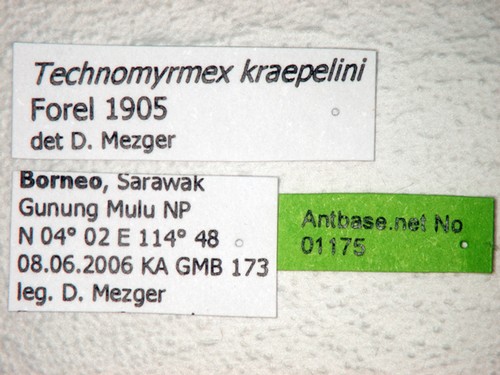 Technomyrmex kraepelini
Forel 1905
det D. Mezger
Borneo, Sarawak
Gunung Mulu NP
N 04° 02 E 114° 48
08.06.2006 KA GMB 173
leg. D. Mezger
Antbase.net No
01175